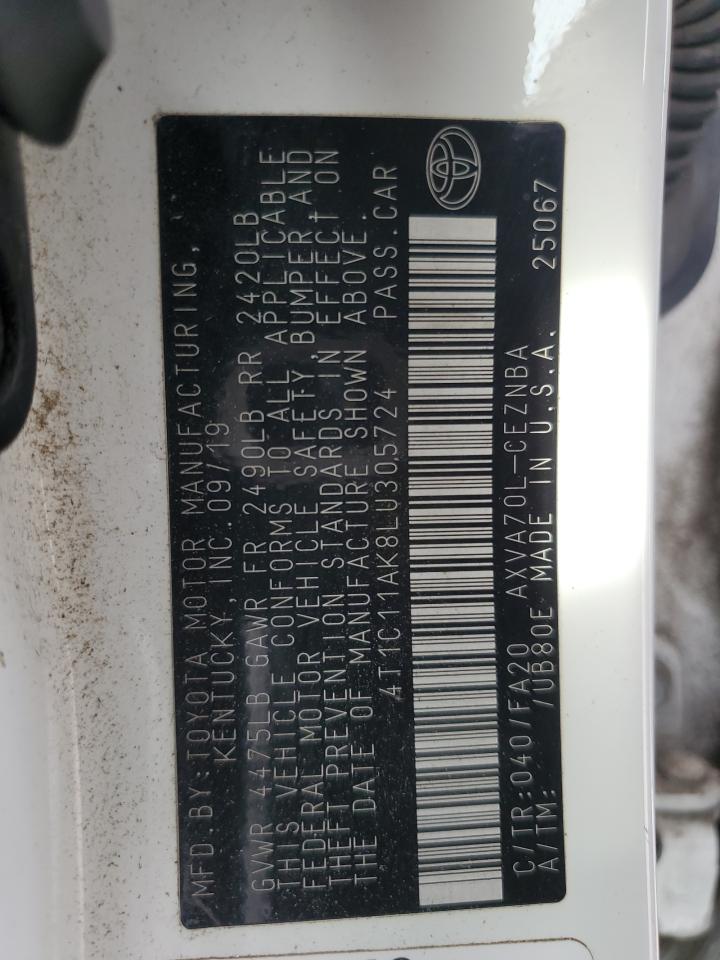 MFD.BY:TOYOTA MOTOR MANUFACTURING,
KENTUCKY, INC.09/19
GVWR 4475LB GAWR FR 2490LB RR 2420LB
THIS VEHICLE CONFORMS TO ALL APPLICABLE
FEDERAL MOTOR VEHICLE SAFETY, BUMPER AND
THEFT PREVENTION STANDARDS IN EFFECT ON
THE DATE OF MANUFACTURE SHOWN ABOVE.
4T1C11AK8LU305724 PASS.CAR
C/TR:040/FA20 AXVA70L-CEZNBA
A/TM: /UB80E MADE IN U.S.A. 25067